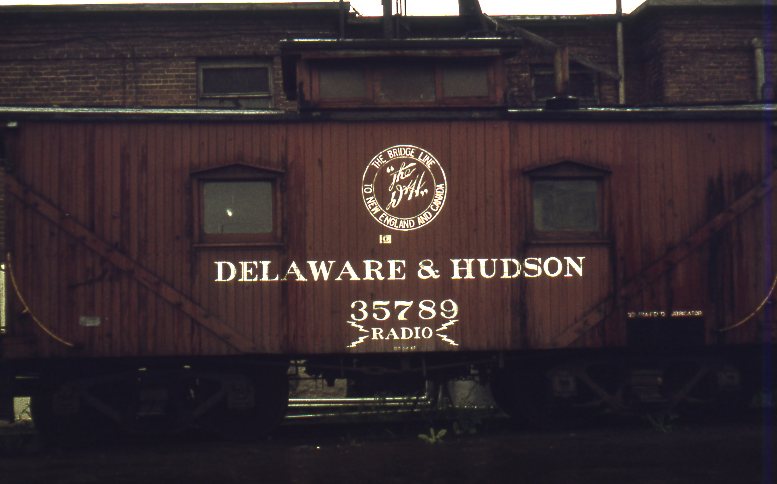 THE BRIDGE LINE
"The
D&H"
TO NEW ENGLAND AND CANADA
DELAWARE & HUDSON
35789
RADIO